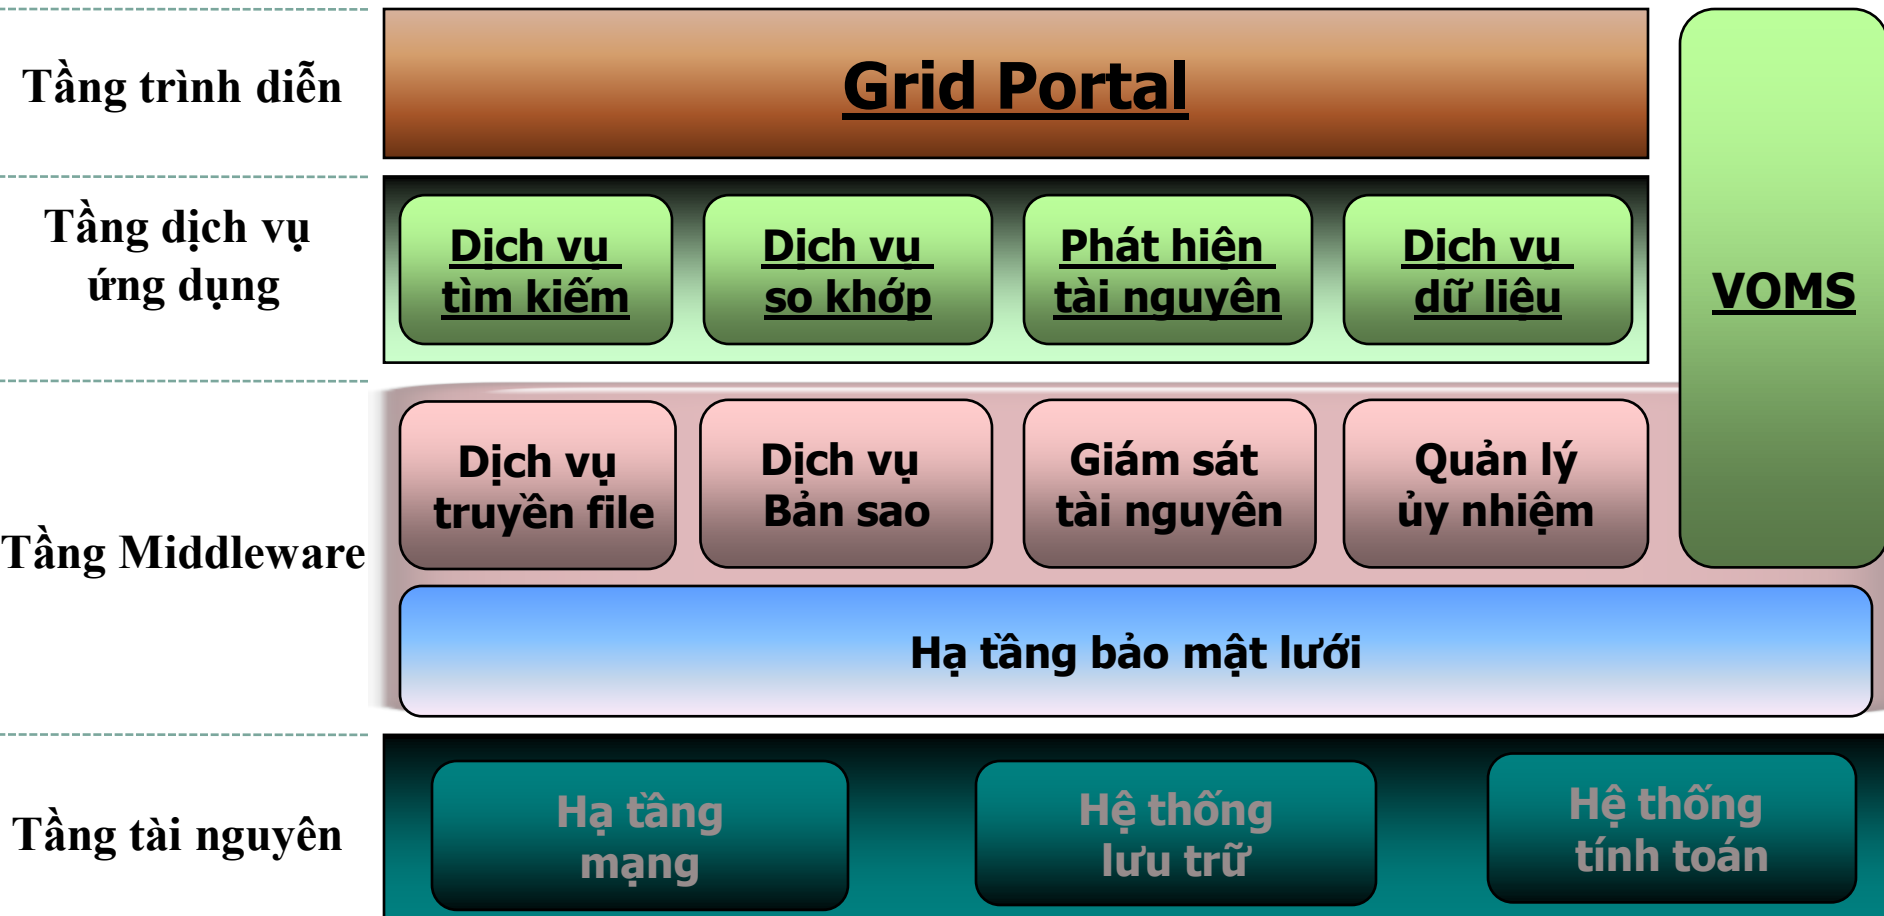 Tầng trình diễn
Grid Portal
Tầng dịch vụ
ứng dụng
Dịch vụ
tìm kiếm
Dịch vụ
so khớp
Phát hiện
tài nguyên
Dịch vụ
dữ liệu
VOMS
Tầng Middleware
Dịch vụ
truyền file
Dịch vụ
Bản sao
Giám sát
tài nguyên
Quản lý
ủy nhiệm
Hạ tầng bảo mật lưới
Tầng tài nguyên
Hạ tầng
mạng
Hệ thống
lưu trữ
Hệ thống
tính toán